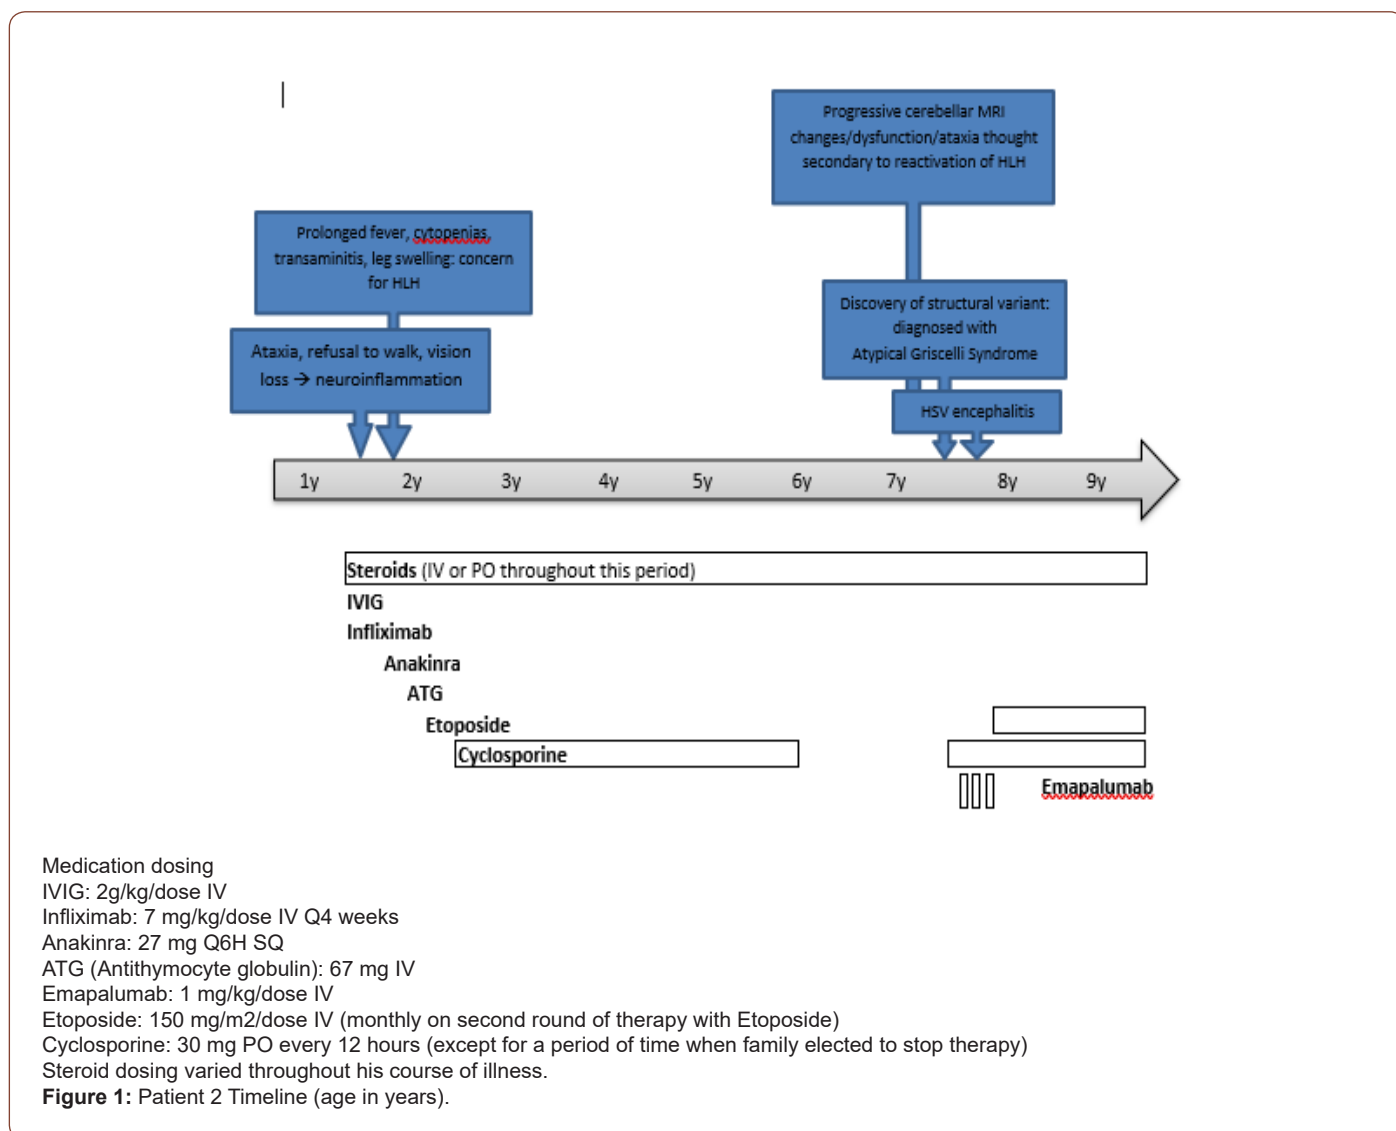 Progressive cerebellar MRI
changes/dysfunction/ataxia thought
secondary to reactivation of HLH
Prolonged fever, cytopenias,
transaminitis, leg swelling: concern
for HLH
Discovery of structural variant:
diagnosed with
Atypical Griscelli Syndrome
Ataxia, refusal to walk, vision
loss → neuroinflammation
HSV encephalitis
1y 2y 3y 4y 5y 6y 7y 8y 9y
Steroids (IV or PO throughout this period)
IVIG
Infliximab
Anakinra
ATG
Etoposide
Cyclosporine
Emapalumab
Medication dosing
IVIG: 2g/kg/dose IV
Infliximab: 7 mg/kg/dose IV Q4 weeks
Anakinra: 27 mg Q6H SQ
ATG (Antithymocyte globulin): 67 mg IV
Emapalumab: 1 mg/kg/dose IV
Etoposide: 150 mg/m2/dose IV (monthly on second round of therapy with Etoposide)
Cyclosporine: 30 mg PO every 12 hours (except for a period of time when family elected to stop therapy)
Steroid dosing varied throughout his course of illness.
Figure 1: Patient 2 Timeline (age in years).